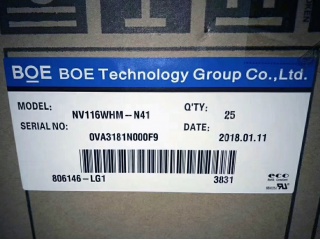 BOE BOE Technology Group Co.,Ltd.
MODEL: NV116WHM-N41 Q'TY: 25
SERIAL NO: 0VA3181N000F9 DATE: 2018.01.11
806146-LG1 3831
eco